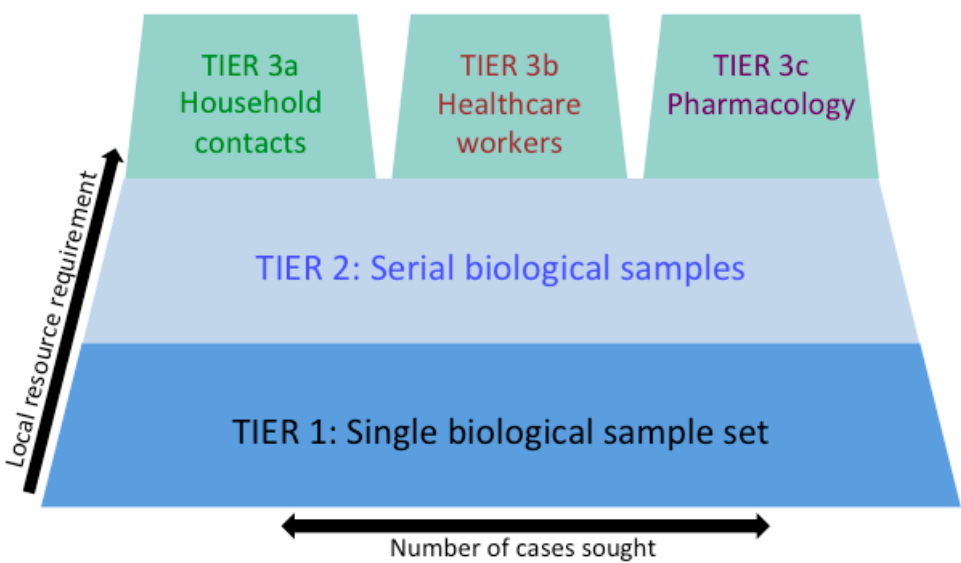 TIER 3a
Household
contacts
TIER 3b
Healthcare
workers
TIER 3c
Pharmacology
Local resource requirement
TIER 2: Serial biological samples
TIER 1: Single biological sample set
Number of cases sought